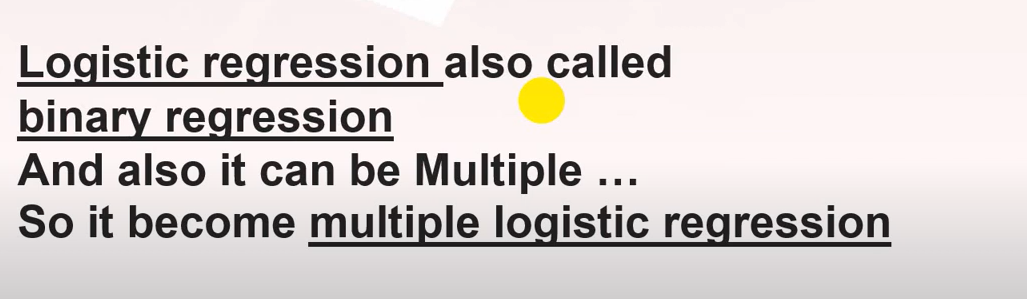 Logistic regression also called
binary regression
And also it can be Multiple …
So it become multiple logistic regression